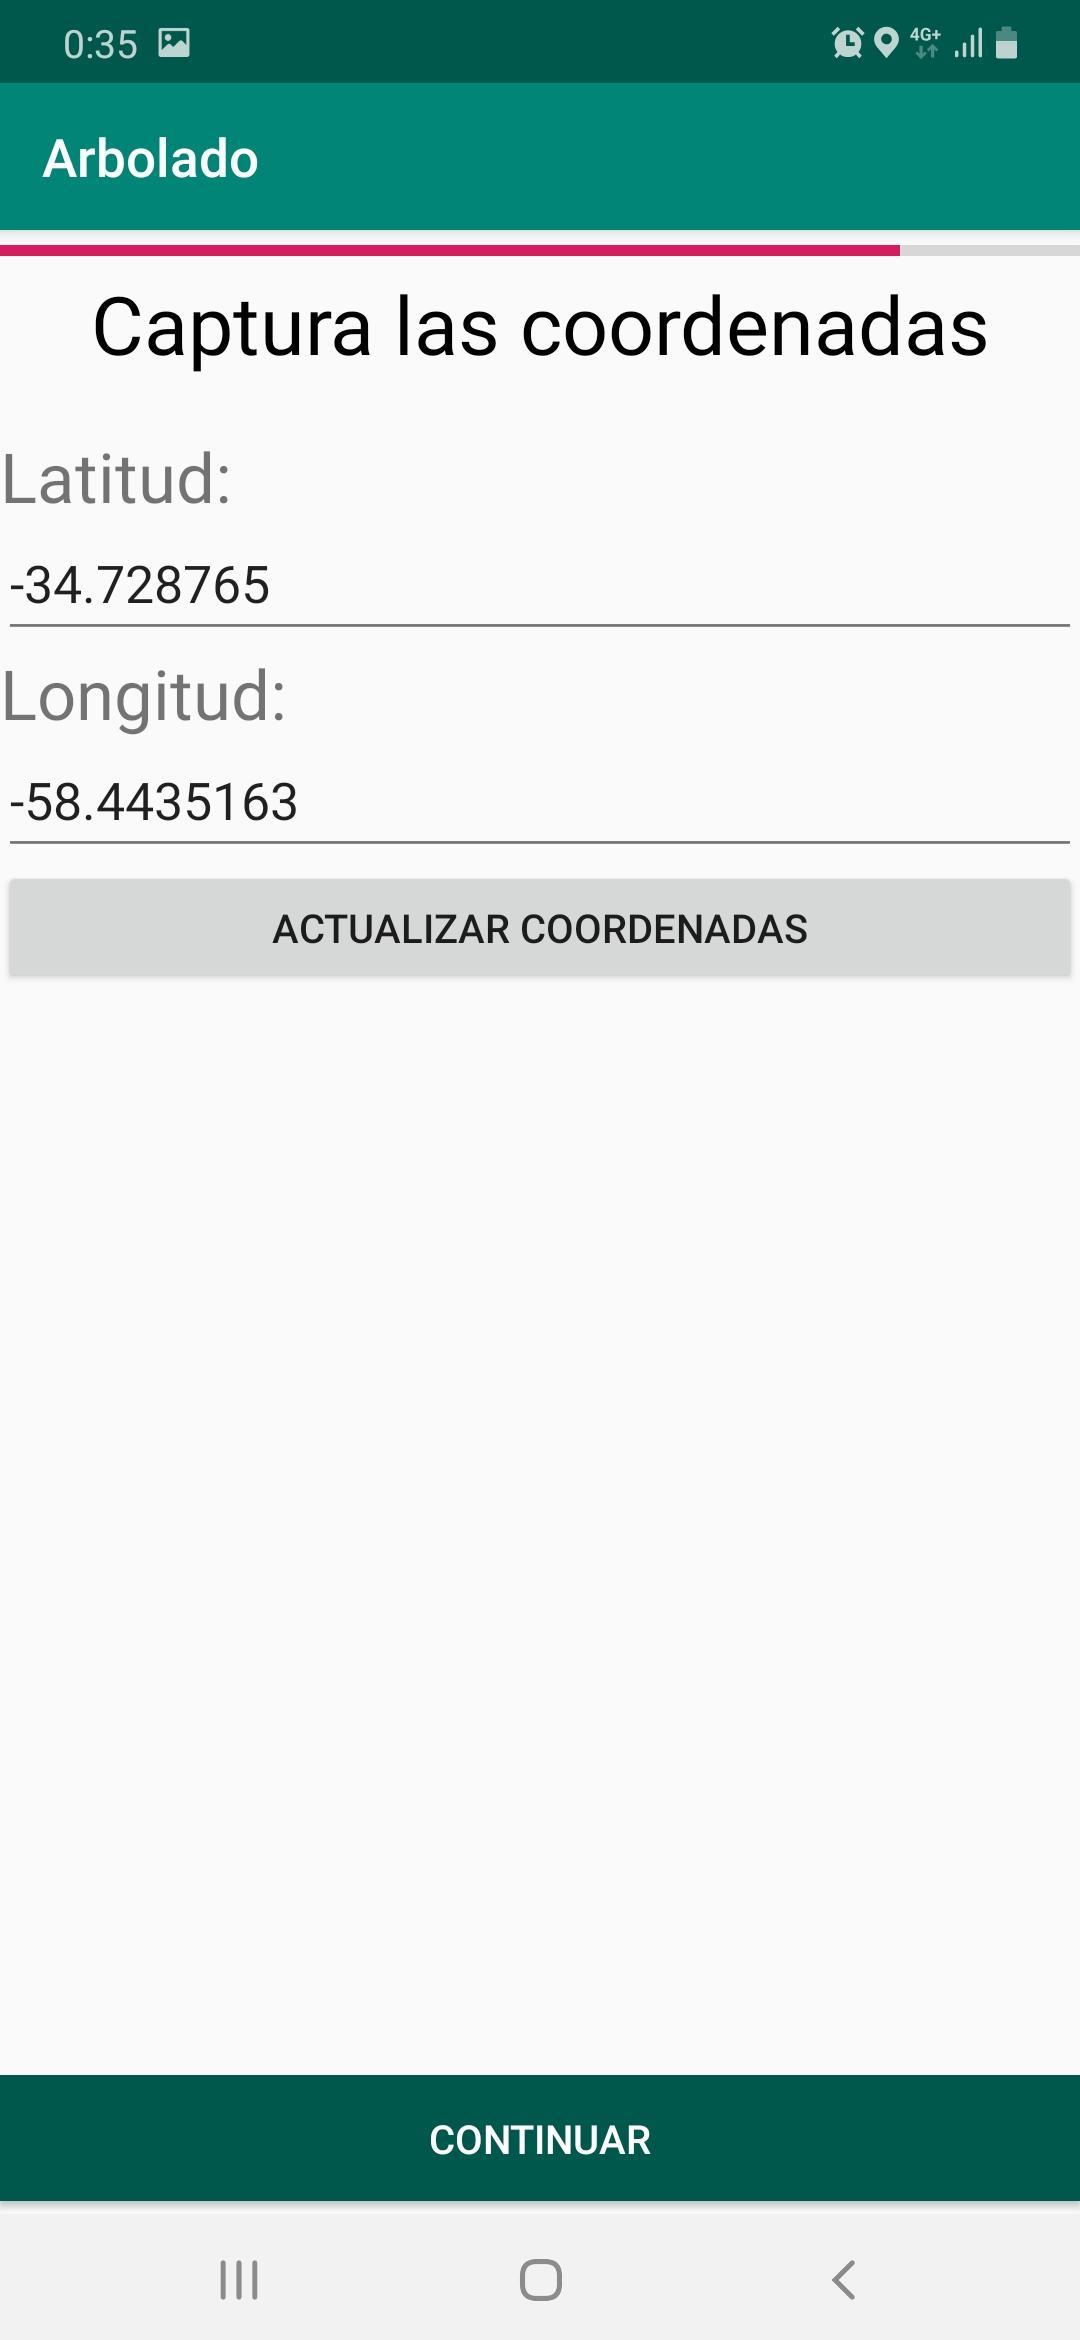 0:35
4G+
Arbolado
Captura las coordenadas
Latitud:
-34.728765
Longitud:
-58.4435163
ACTUALIZAR COORDENADAS
CONTINUAR